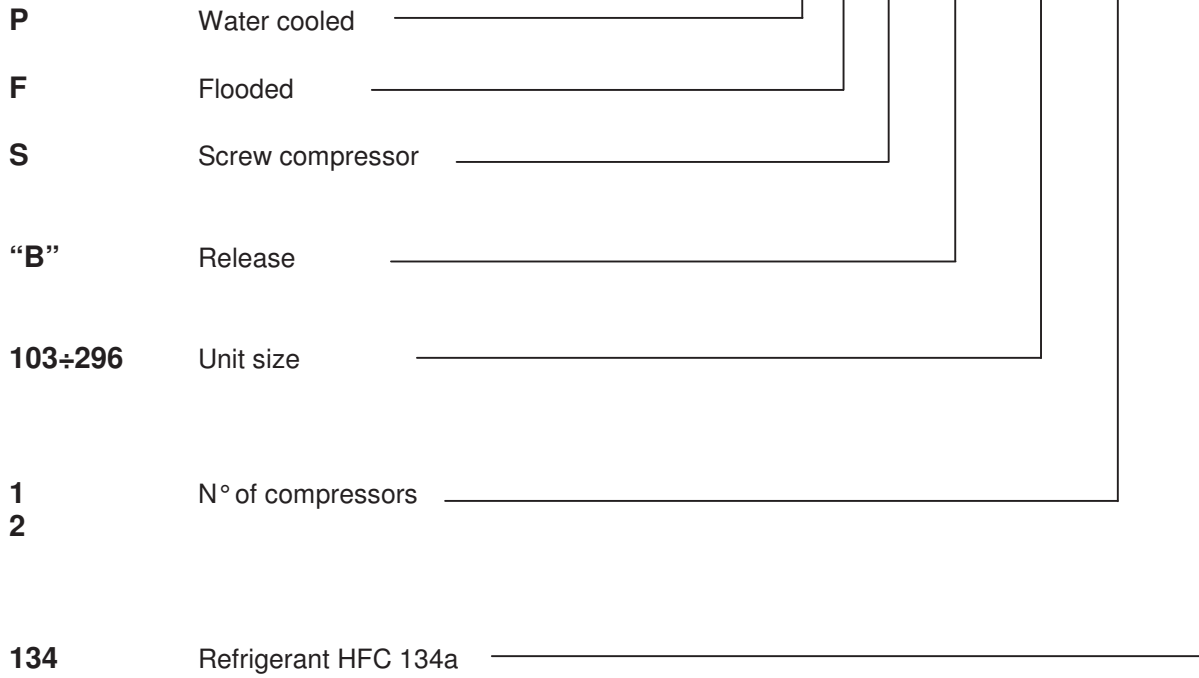 P Water cooled
F Flooded
S Screw compressor
“B” Release
103÷296 Unit size
1 N° of compressors
2
134 Refrigerant HFC 134a